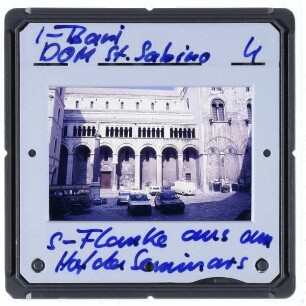 I-Bari
DOM St. Sabino 4
S-Flanke aus dem
Hof des Seminars